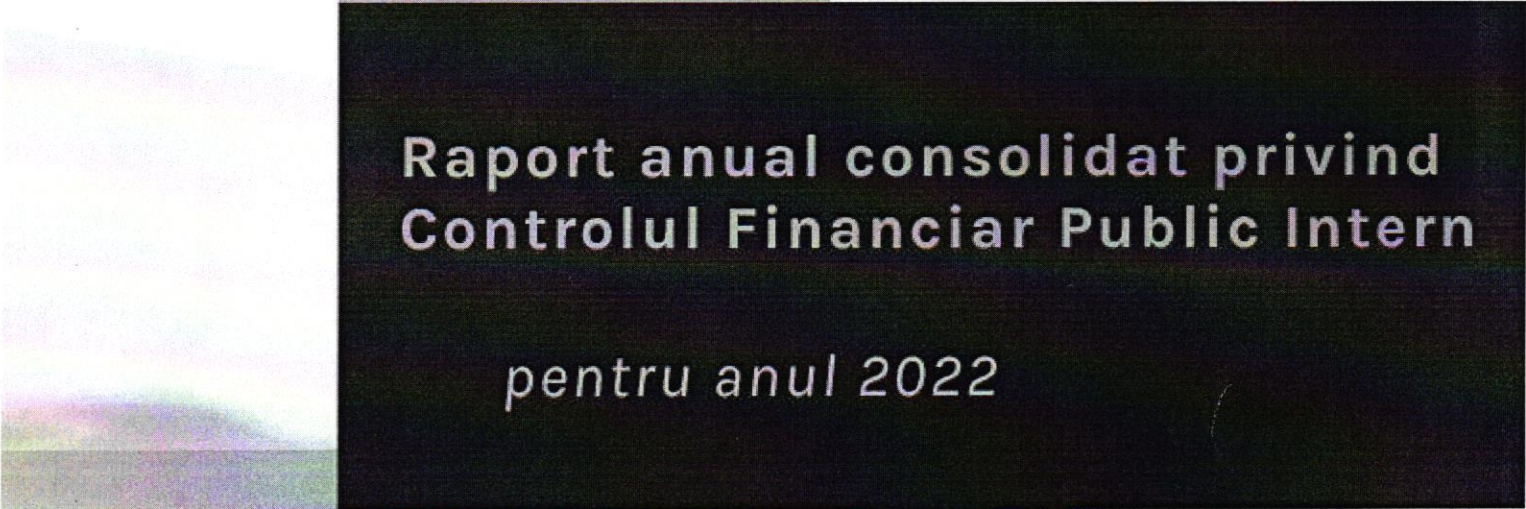 Raport anual consolidat privind
Controlul Financiar Public Intern
pentru anul 2022